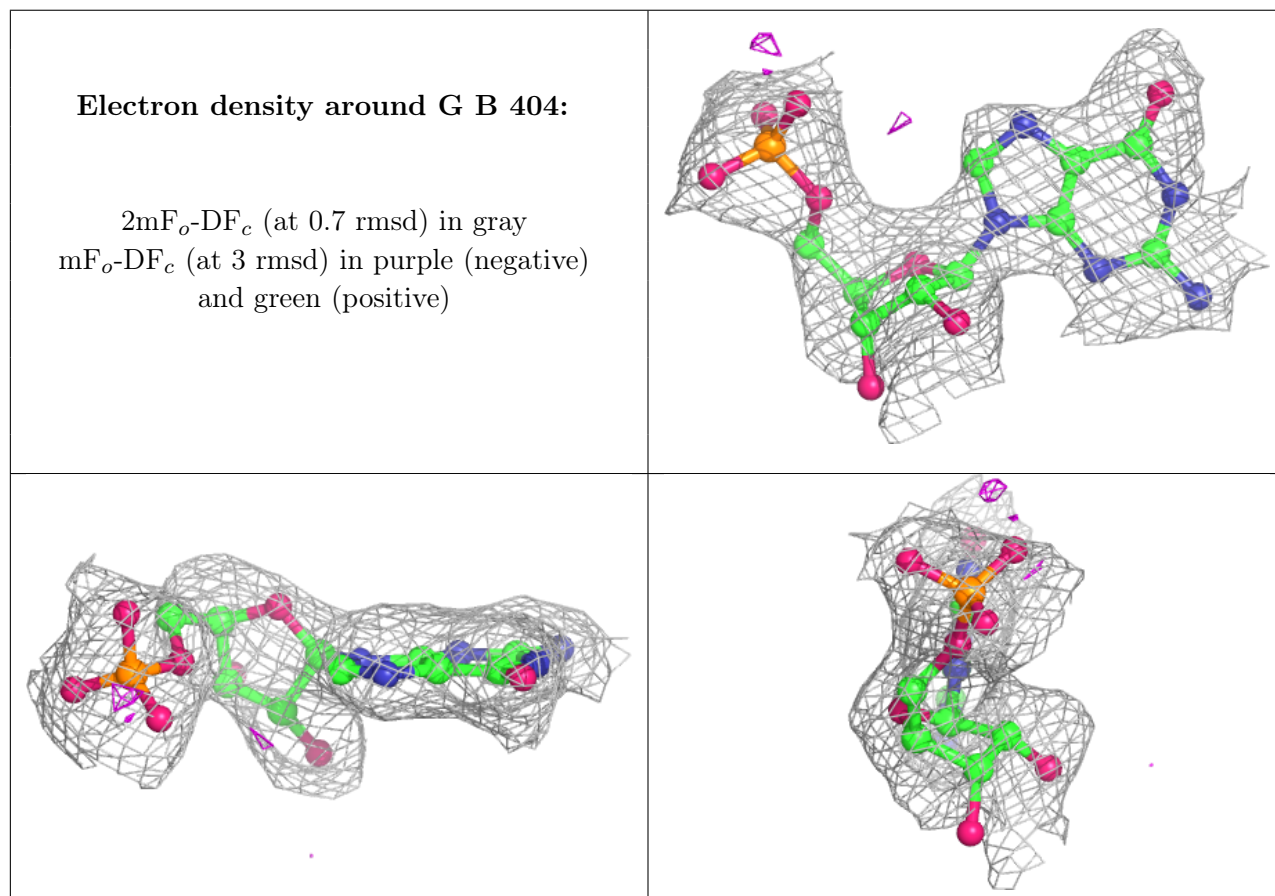 Electron density around G B 404:
2mFo-DFc (at 0.7 rmsd) in gray
mFo-DFc (at 3 rmsd) in purple (negative)
and green (positive)